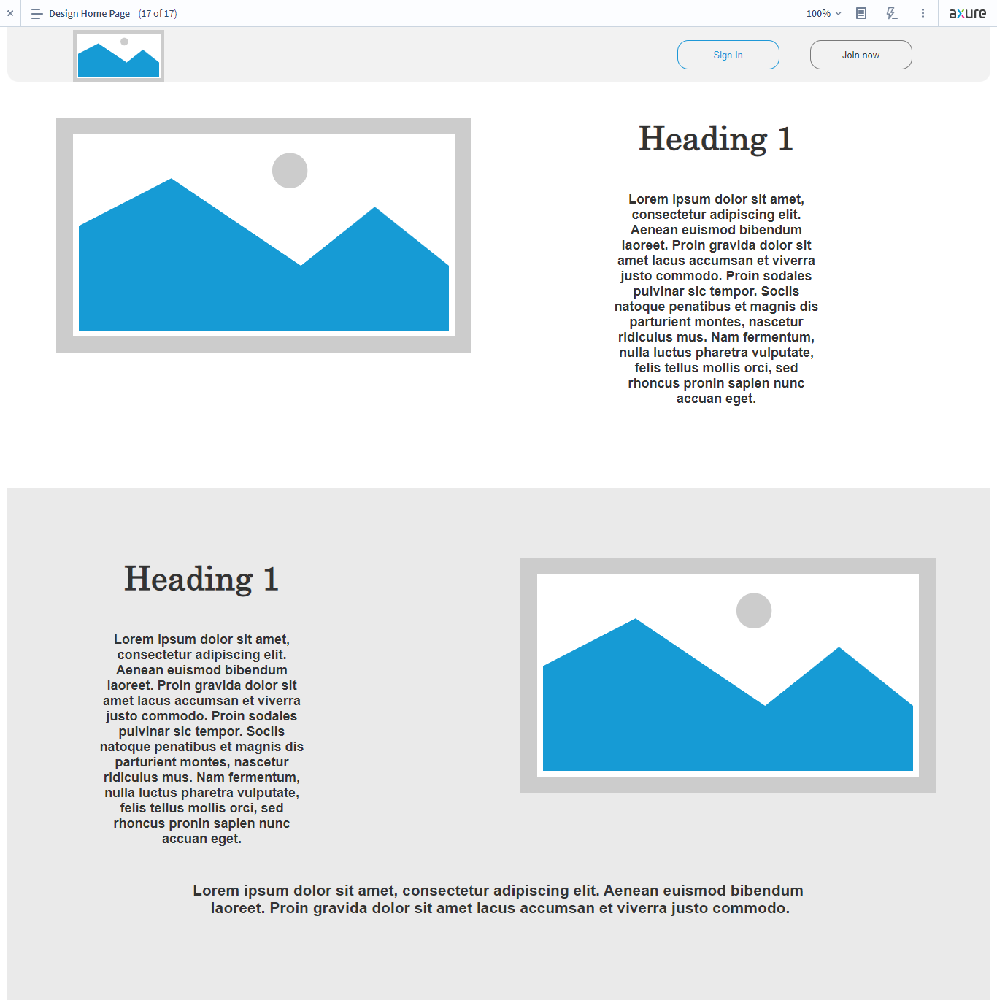 Design Home Page (17 of 17)
100%
axure
Sign In
Join now
Heading 1
Lorem ipsum dolor sit amet,
consectetur adipiscing elit.
Aenean euismod bibendum
laoreet. Proin gravida dolor sit
amet lacus accumsan et viverra
justo commodo. Proin sodales
pulvinar sic tempor. Sociis
natoque penatibus et magnis dis
parturient montes, nascetur
ridiculus mus. Nam fermentum,
nulla luctus pharetra vulputate,
felis tellus mollis orci, sed
rhoncus pronin sapien nunc
accuan eget.
Heading 1
Lorem ipsum dolor sit amet,
consectetur adipiscing elit.
Aenean euismod bibendum
laoreet. Proin gravida dolor sit
amet lacus accumsan et viverra
justo commodo. Proin sodales
pulvinar sic tempor. Sociis
natoque penatibus et magnis dis
parturient montes, nascetur
ridiculus mus. Nam fermentum,
nulla luctus pharetra vulputate,
felis tellus mollis orci, sed
rhoncus pronin sapien nunc
accuan eget.
Lorem ipsum dolor sit amet, consectetur adipiscing elit. Aenean euismod bibendum
laoreet. Proin gravida dolor sit amet lacus accumsan et viverra justo commodo.